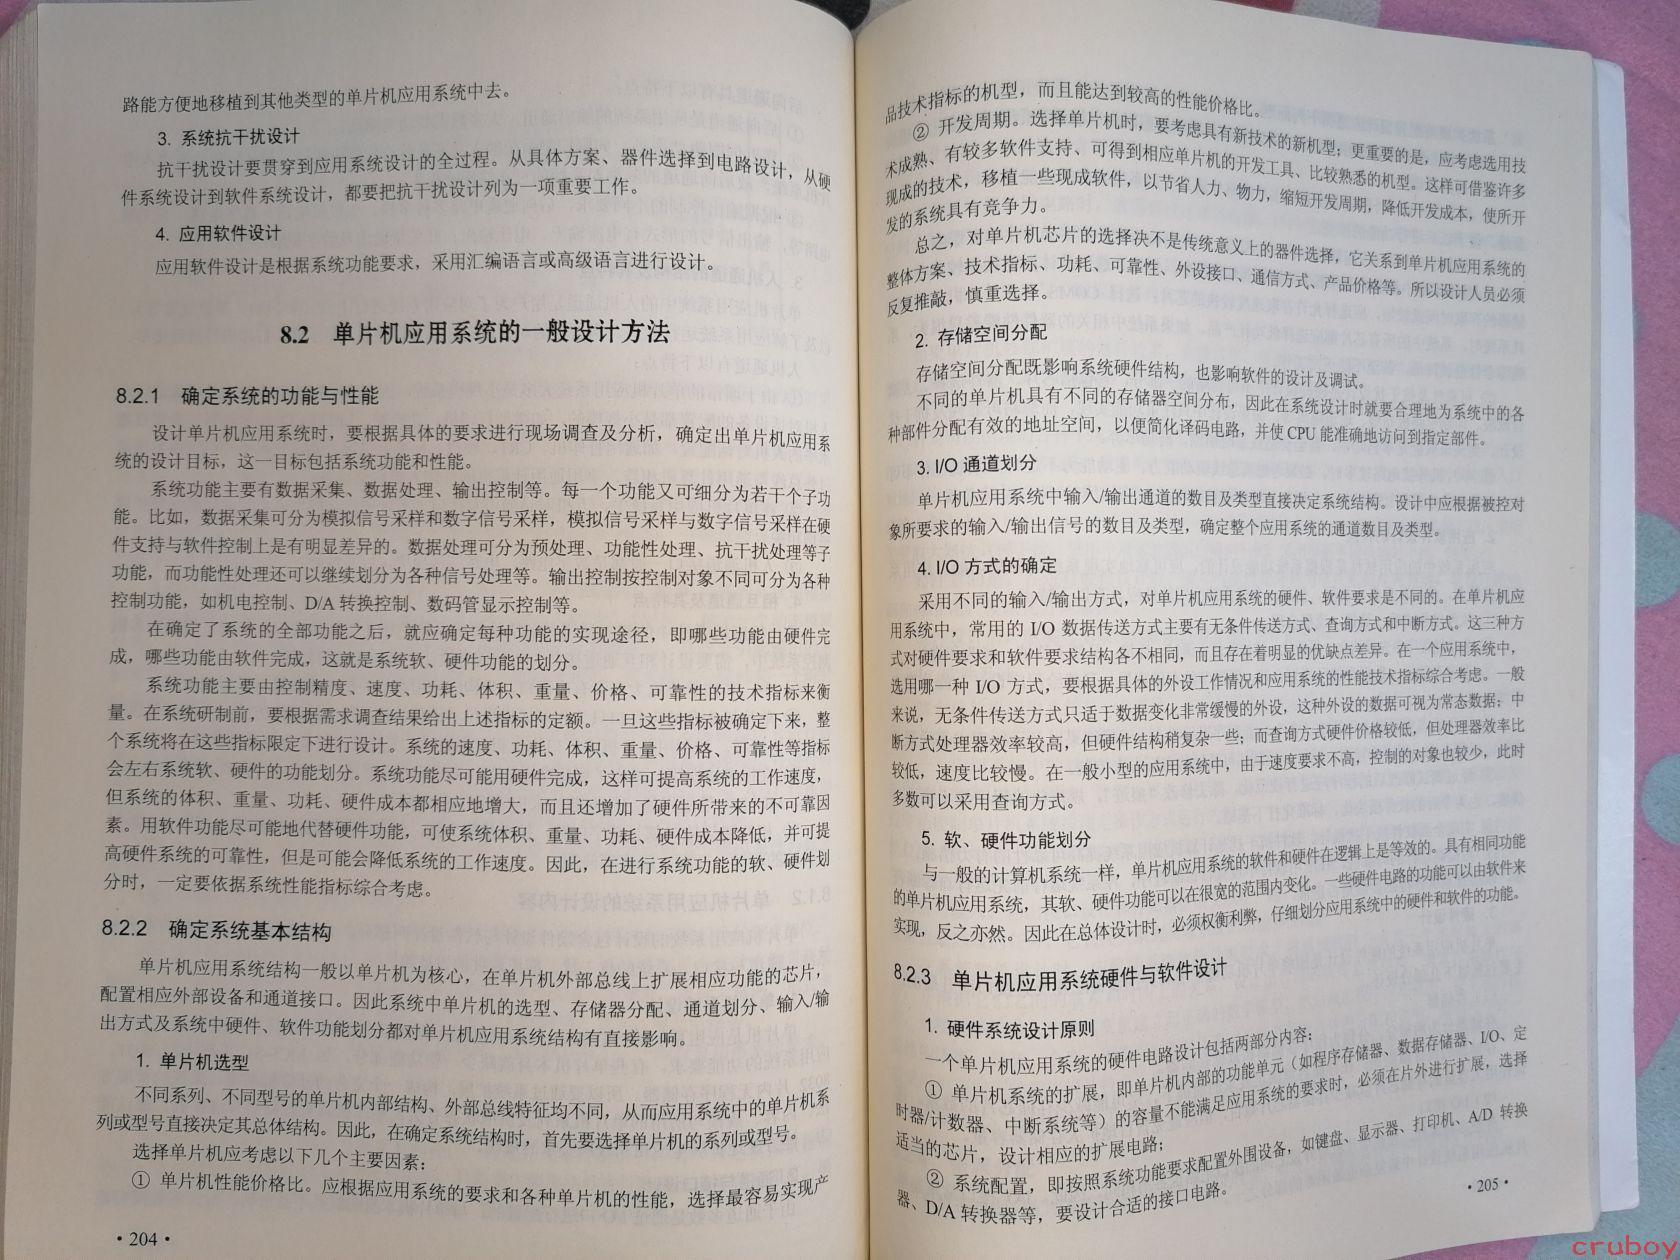 路能方便地移植到其他类型的单片机应用系统中去。
3. 系统抗干扰设计
抗干扰设计要贯穿到应用系统设计的全过程。从具体方案、器件选择到电路设计，从硬
件系统设计到软件系统设计，都要把抗干扰设计列为一项重要工作。
4. 应用软件设计
应用软件设计是根据系统功能要求，采用汇编语言或高级语言进行设计。
8.2 单片机应用系统的一般设计方法
8.2.1 确定系统的功能与性能
设计单片机应用系统时，要根据具体的要求进行现场调查及分析，确定出单片机应用系
统的设计目标，这一目标包括系统功能和性能。
系统功能主要有数据采集、数据处理、输出控制等。每一个功能又可细分为若干个子功
能。比如，数据采集可分为模拟信号采样和数字信号采样，模拟信号采样与数字信号采样在硬
件支持与软件控制上是有明显差异的。数据处理可分为预处理、功能性处理、抗干扰处理等子
功能，而功能性处理还可以继续划分为各种信号处理等。输出控制按控制对象不同可分为各种
控制功能，如机电控制、D/A 转换控制、数码管显示控制等。
在确定了系统的全部功能之后，就应确定每种功能的实现途径，即哪些功能由硬件完
成，哪些功能由软件完成，这就是系统软、硬件功能的划分。
系统功能主要由控制精度、速度、功耗、体积、重量、价格、可靠性的技术指标来衡
量。在系统研制前，要根据需求调查结果给出上述指标的定额。一旦这些指标被确定下来，整
个系统将在这些指标限定下进行设计。系统的速度、功耗、体积、重量、价格、可靠性等指标
会左右系统软、硬件的功能划分。系统功能尽可能用硬件完成，这样可提高系统的工作速度，
但系统的体积、重量、功耗、硬件成本都相应地增大，而且还增加了硬件所带来的不可靠因
素。用软件功能尽可能地代替硬件功能，可使系统体积、重量、功耗、硬件成本降低，并可提
高硬件系统的可靠性，但是可能会降低系统的工作速度。因此，在进行系统功能的软、硬件划
分时，一定要依据系统性能指标综合考虑。
8.2.2 确定系统基本结构
单片机应用系统结构一般以单片机为核心，在单片机外部总线上扩展相应功能的芯片，
配置相应外部设备和通道接口。因此系统中单片机的选型、存储器分配、通道划分、输入/输
出方式及系统中硬件、软件功能划分都对单片机应用系统结构有直接影响。
1. 单片机选型
不同系列、不同型号的单片机内部结构、外部总线特征均不同，从而应用系统中的单片机系
列或型号直接决定其总体结构。因此，在确定系统结构时，首先要选择单片机的系列或型号。
选择单片机应考虑以下几个主要因素：
① 单片机性能价格比。应根据应用系统的要求和各种单片机的性能，选择最容易实现产
·204·
品技术指标的机型，而且能达到较高的性能价格比。
② 开发周期。选择单片机时，要考虑具有新技术的新机型；更重要的是，应考虑选用技
术成熟、有较多软件支持、可得到相应单片机的开发工具、比较熟悉的机型。这样可借鉴许多
现成的技术，移植一些现成软件，以节省人力、物力，缩短开发周期，降低开发成本，使所开
发的系统具有竞争力。
总之，对单片机芯片的选择决不是传统意义上的器件选择，它关系到单片机应用系统的
整体方案、技术指标、功耗、可靠性、外设接口、通信方式、产品价格等。所以设计人员必须
反复推敲，慎重选择。
2. 存储空间分配
存储空间分配既影响系统硬件结构，也影响软件的设计及调试。
不同的单片机具有不同的存储器空间分布，因此在系统设计时就要合理地为系统中的各
种部件分配有效的地址空间，以便简化译码电路，并使 CPU 能准确地访问到指定部件。
3. I/O 通道划分
单片机应用系统中输入/输出通道的数目及类型直接决定系统结构。设计中应根据被控对
象所要求的输入/输出信号的数目及类型，确定整个应用系统的通道数目及类型。
4. I/O 方式的确定
采用不同的输入/输出方式，对单片机应用系统的硬件、软件要求是不同的。在单片机应
用系统中，常用的 I/O 数据传送方式主要有无条件传送方式、查询方式和中断方式。这三种方
式对硬件要求和软件要求结构各不相同，而且存在着明显的优缺点差异。在一个应用系统中，
选用哪一种 I/O 方式，要根据具体的外设工作情况和应用系统的性能技术指标综合考虑。一般
来说，无条件传送方式只适于数据变化非常缓慢的外设，这种外设的数据可视为常态数据；中
断方式处理器效率较高，但硬件结构稍复杂一些；而查询方式硬件价格较低，但处理器效率比
较低，速度比较慢。在一般小型的应用系统中，由于速度要求不高，控制的对象也较少，此时
多数可以采用查询方式。
5. 软、硬件功能划分
与一般的计算机系统一样，单片机应用系统的软件和硬件在逻辑上是等效的。具有相同功能
的单片机应用系统，其软、硬件功能可以在很宽的范围内变化。一些硬件电路的功能可以由软件来
实现，反之亦然。因此在总体设计时，必须权衡利弊，仔细划分应用系统中的硬件和软件的功能。
8.2.3 单片机应用系统硬件与软件设计
1. 硬件系统设计原则
一个单片机应用系统的硬件电路设计包括两部分内容：
① 单片机系统的扩展，即单片机内部的功能单元（如程序存储器、数据存储器、I/O、定
时器/计数器、中断系统等）的容量不能满足应用系统的要求时，必须在片外进行扩展，选择
适当的芯片，设计相应的扩展电路；
② 系统配置，即按照系统功能要求配置外围设备，如键盘、显示器、打印机、A/D 转换
器、D/A 转换器等，要设计合适的接口电路。
·205·
cruboy